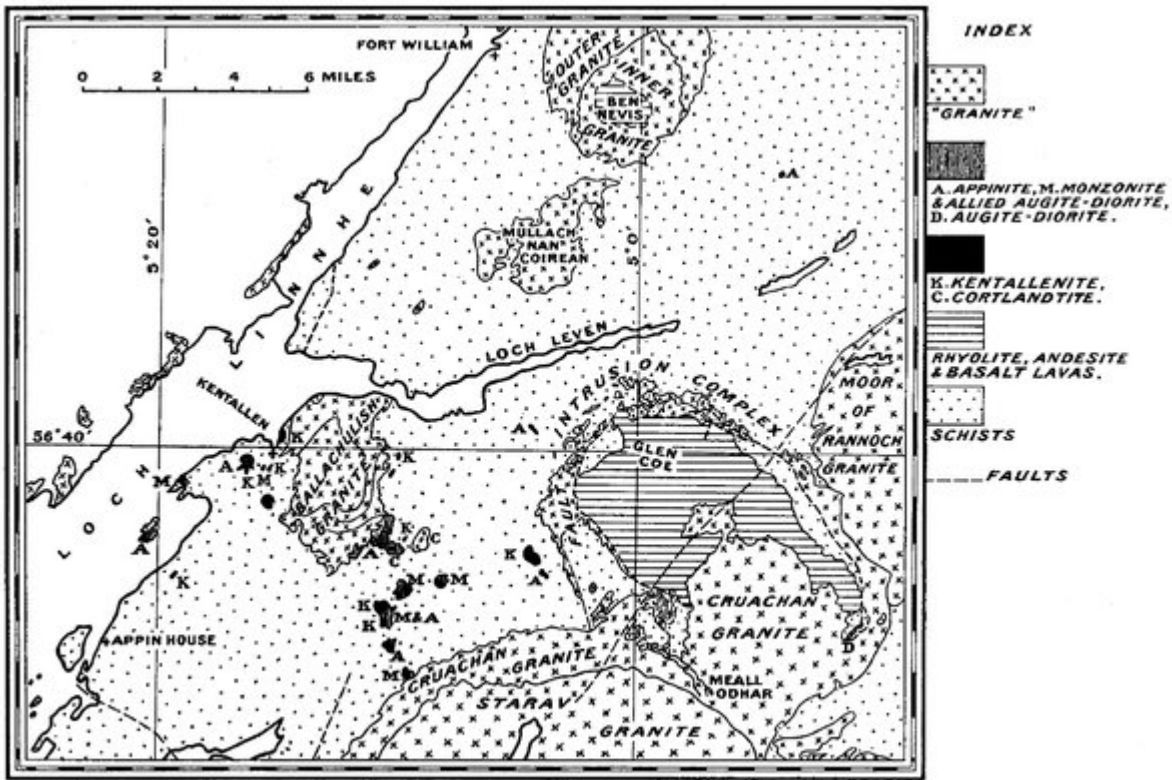 FORT WILLIAM
0 2 4 6 MILES
OUTER
GRANITE
INNER
BEN
NEVIS
GRANITE
A
5°20'
5°0'
MULLACH
NAN
COIREAN
LOCH LINNHE
LOCH LEVEN
KENTALLEN
56°40'
FAULT INTRUSION COMPLEX
MOOR
OF
RANNOCH
GRANITE
GLEN
COE
BALLACHULISH
GRANITE
K
A
K
K
M
K
M
A
A
A
K
C
A
C
K
A
K
M
M
K
M&A
K
A
M
APPIN HOUSE
CRUACHAN GRANITE
CRUACHAN
GRANITE
D
MEALL
ODHAR
STARAV
GRANITE
INDEX
"GRANITE"
A. APPINITE, M. MONZONITE
& ALLIED AUGITE-DIORITE,
D. AUGITE-DIORITE.
K. KENTALLENITE,
C. CORTLANDTITE.
RHYOLITE, ANDESITE
& BASALT LAVAS.
SCHISTS
FAULTS